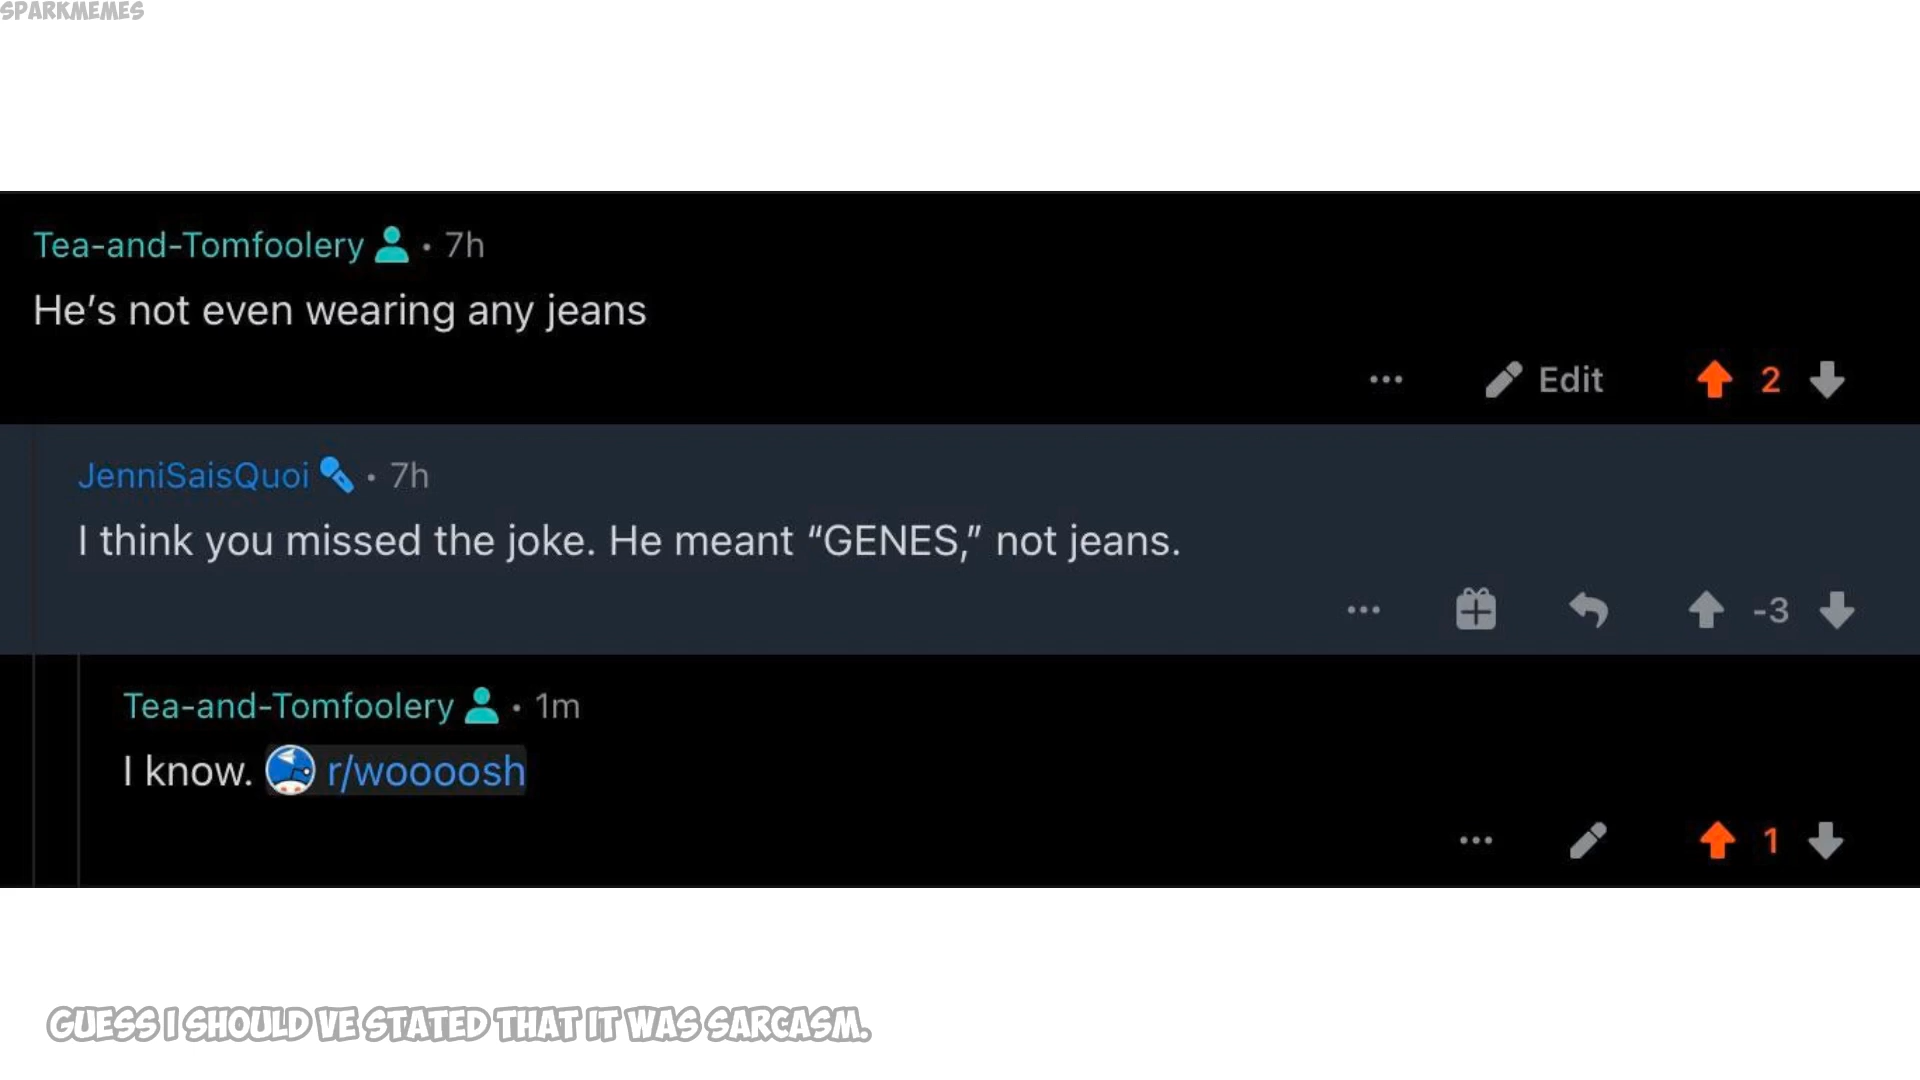 SPARKMEMES
Tea-and-Tomfoolery • 7h
He’s not even wearing any jeans
... Edit 2
JenniSaisQuoi • 7h
I think you missed the joke. He meant “GENES,” not jeans.
... -3
Tea-and-Tomfoolery • 1m
I know. r/woooosh
... 1
GUESS I SHOULD VE STATED THAT IT WAS SARCASM.